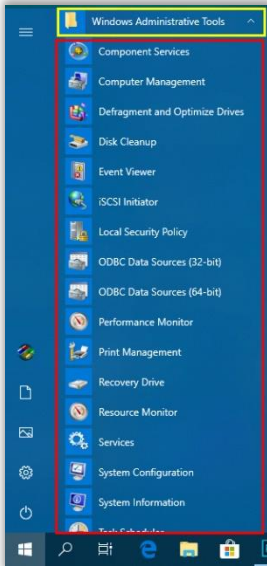 Windows Administrative Tools
Component Services
Computer Management
Defragment and Optimize Drives
Disk Cleanup
Event Viewer
iSCSI Initiator
Local Security Policy
ODBC Data Sources (32-bit)
ODBC Data Sources (64-bit)
Performance Monitor
Print Management
Recovery Drive
Resource Monitor
Services
System Configuration
System Information
Task Scheduler